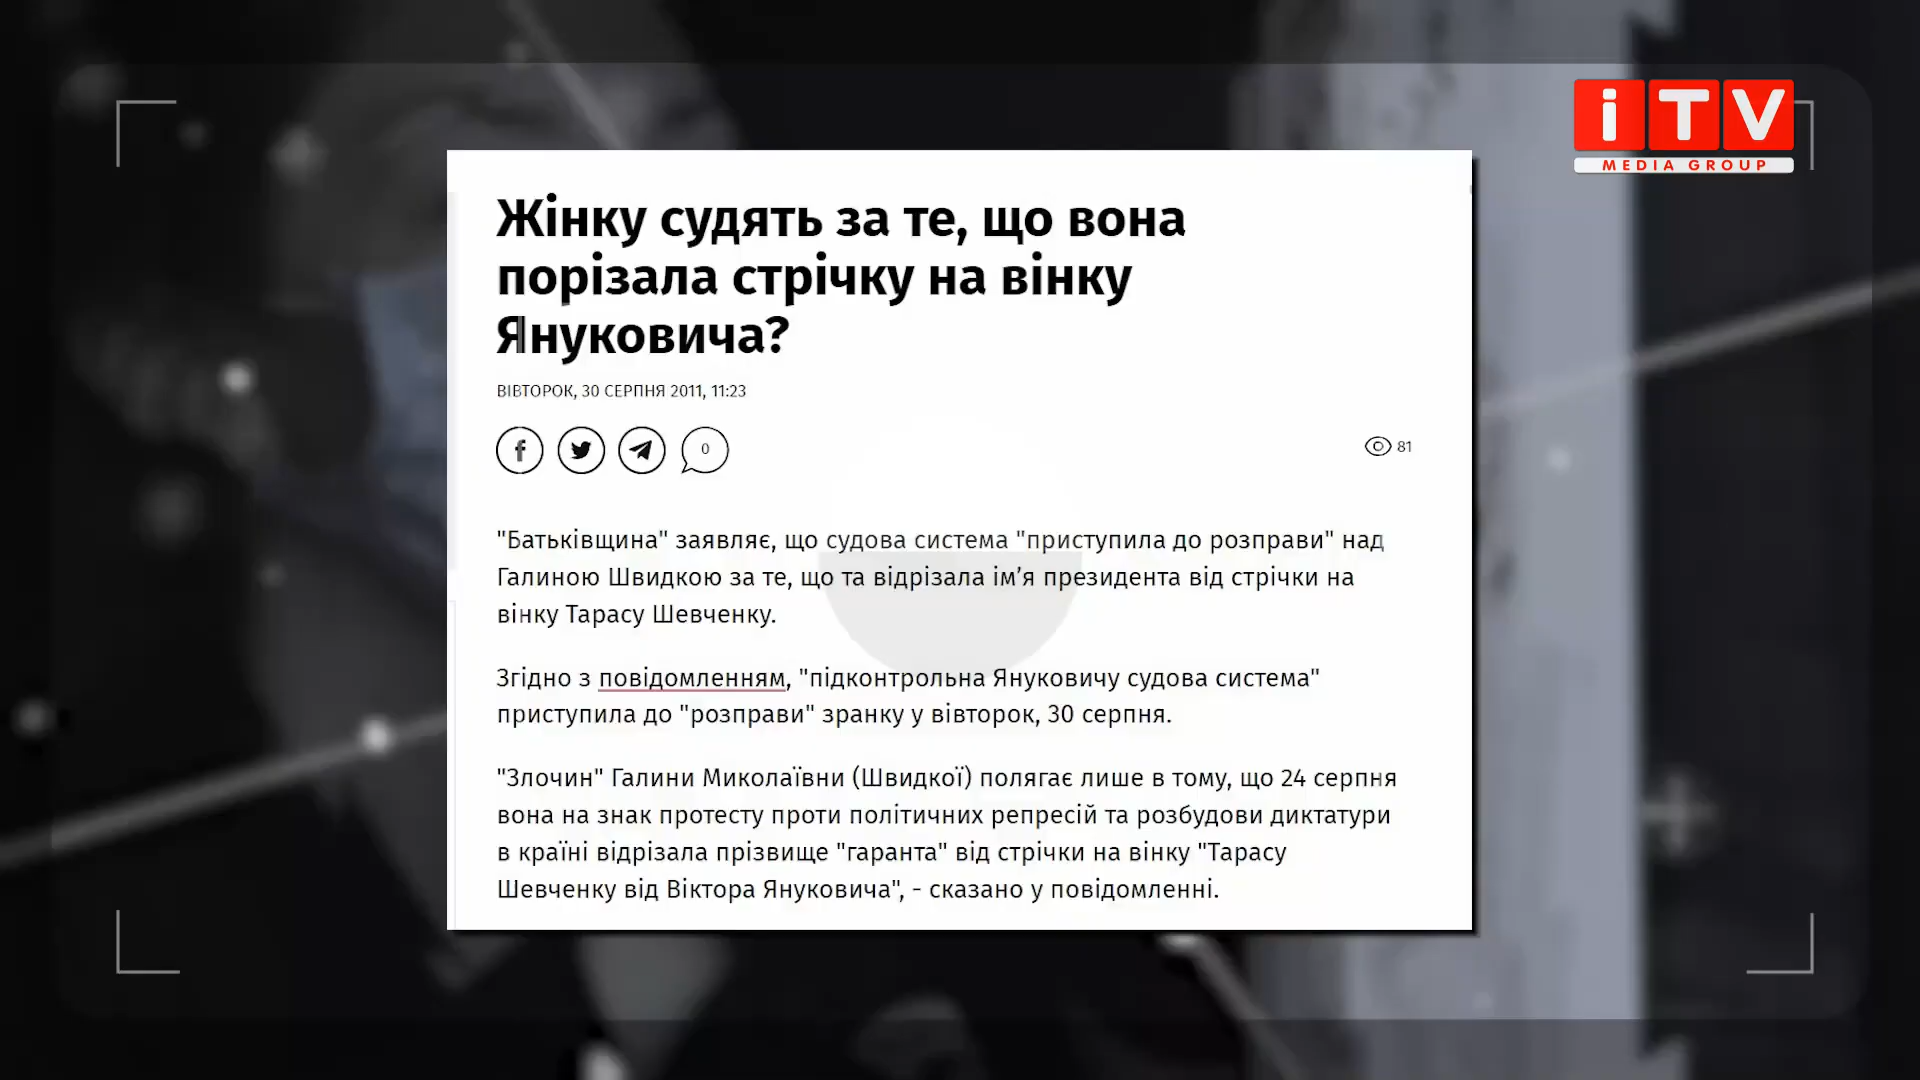 iTV
MEDIA GROUP
Жінку судять за те, що вона
порізала стрічку на вінку
Януковича?
ВІВТОРОК, 30 СЕРПНЯ 2011, 11:23
0
81
"Батьківщина" заявляє, що судова система "приступила до розправи" над
Галиною Швидкою за те, що та відрізала ім’я президента від стрічки на
вінку Тарасу Шевченку.
Згідно з повідомленням, "підконтрольна Януковичу судова система"
приступила до "розправи" зранку у вівторок, 30 серпня.
"Злочин" Галини Миколаївни (Швидкої) полягає лише в тому, що 24 серпня
вона на знак протесту проти політичних репресій та розбудови диктатури
в країні відрізала прізвище "гаранта" від стрічки на вінку "Тарасу
Шевченку від Віктора Януковича", - сказано у повідомленні.